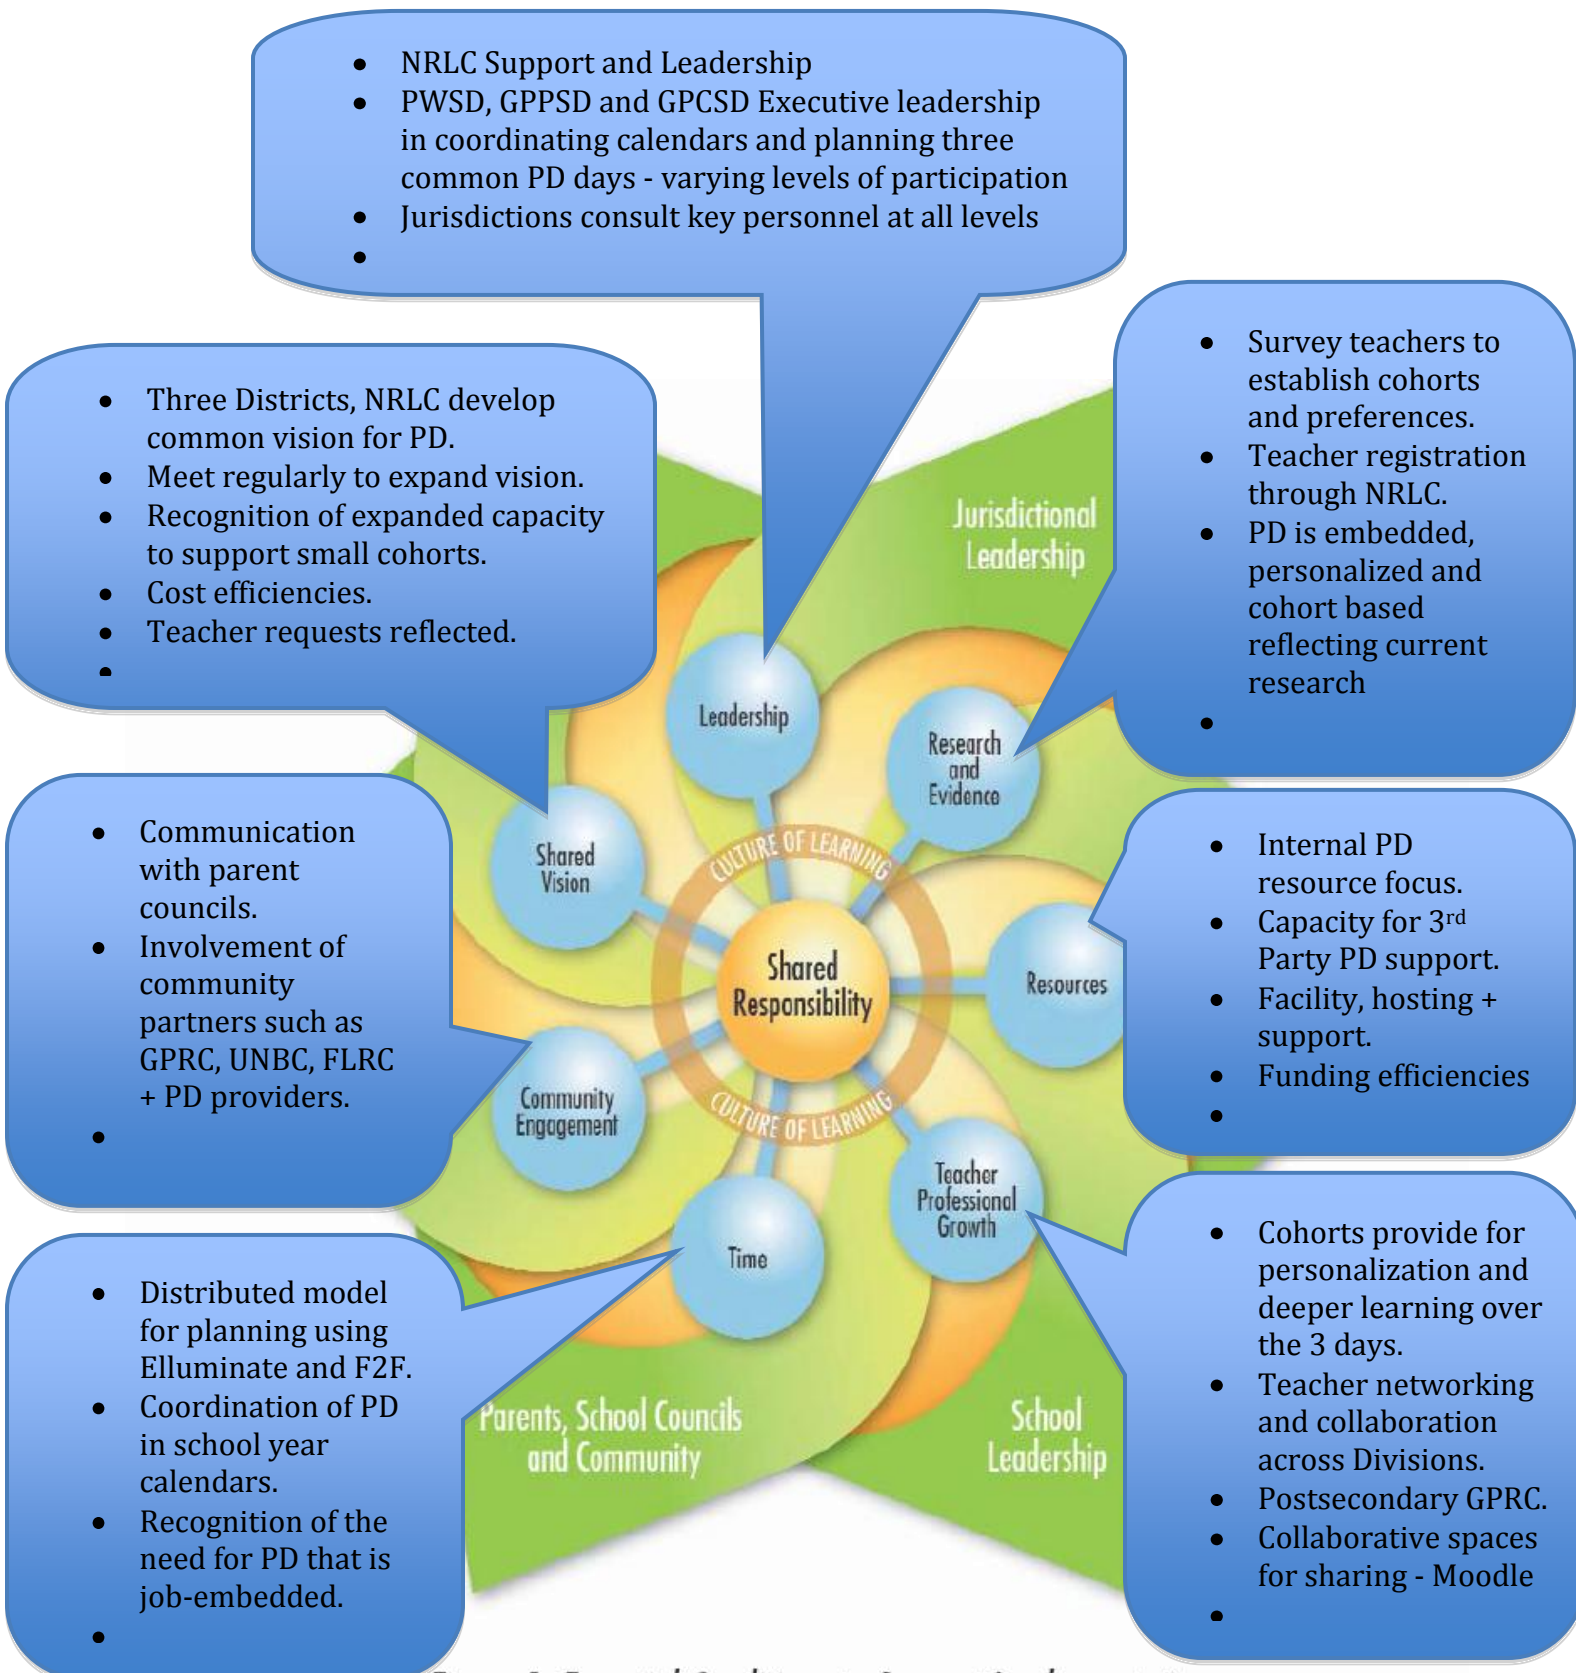 • NRLC Support and Leadership
• PWSD, GPPSD and GPCSD Executive leadership
in coordinating calendars and planning three
common PD days - varying levels of participation
• Jurisdictions consult key personnel at all levels
•
• Three Districts, NRLC develop
common vision for PD.
• Meet regularly to expand vision.
• Recognition of expanded capacity
to support small cohorts.
• Cost efficiencies.
• Teacher requests reflected.
•
• Survey teachers to
establish cohorts
and preferences.
• Teacher registration
through NRLC.
• PD is embedded,
personalized and
cohort based
reflecting current
research
•
Jurisdictional
Leadership
Leadership
Research
and
Evidence
Shared
Vision
CULTURE OF LEARNING
Shared
Responsibility
Resources
CULTURE OF LEARNING
Community
Engagement
Teacher
Professional
Growth
Time
• Communication
with parent
councils.
• Involvement of
community
partners such as
GPRC, UNBC, FLRC
+ PD providers.
•
• Internal PD
resource focus.
• Capacity for 3rd
Party PD support.
• Facility, hosting +
support.
• Funding efficiencies
•
• Distributed model
for planning using
Elluminate and F2F.
• Coordination of PD
in school year
calendars.
• Recognition of the
need for PD that is
job-embedded.
•
Parents, School Councils
and Community
School
Leadership
• Cohorts provide for
personalization and
deeper learning over
the 3 days.
• Teacher networking
and collaboration
across Divisions.
• Postsecondary GPRC.
• Collaborative spaces
for sharing - Moodle
•